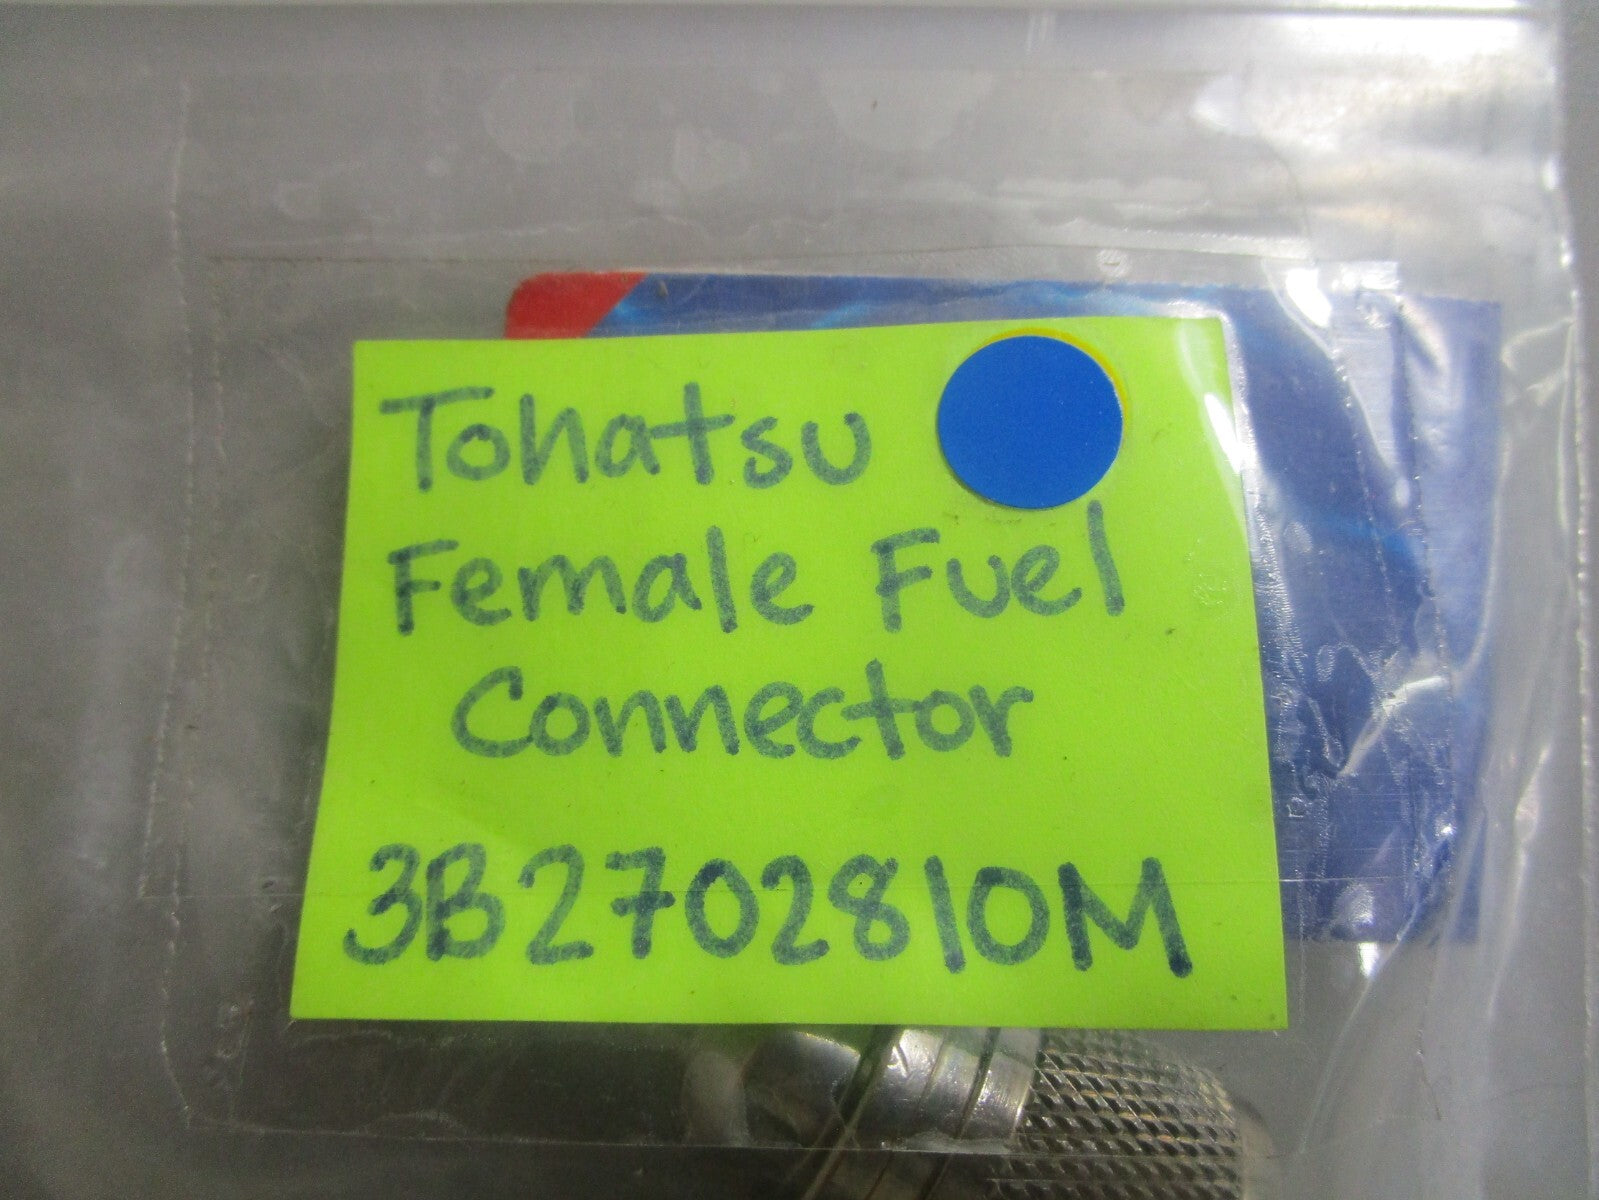 Tohatsu
Female Fuel
Connector
3B2702810M